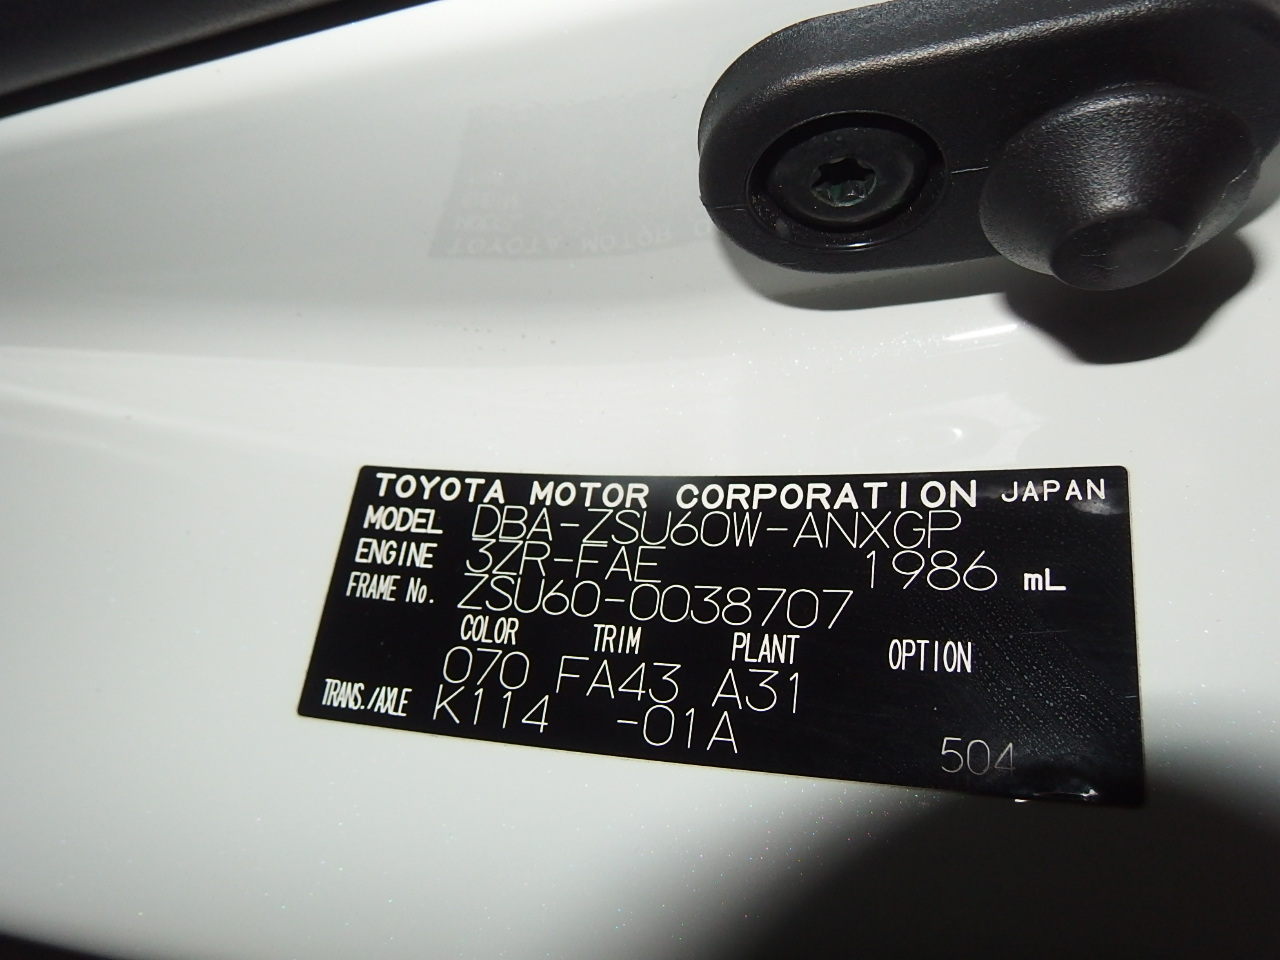 TOYOTA MOTOR CORPORATION JAPAN
MODEL DBA-ZSU60W-ANXGP
ENGINE 3ZR-FAE 1986 mL
FRAME No. ZSU60-0038707
COLOR TRIM PLANT OPTION
070 FA43 A31
TRANS./AXLE K114 -01A
504